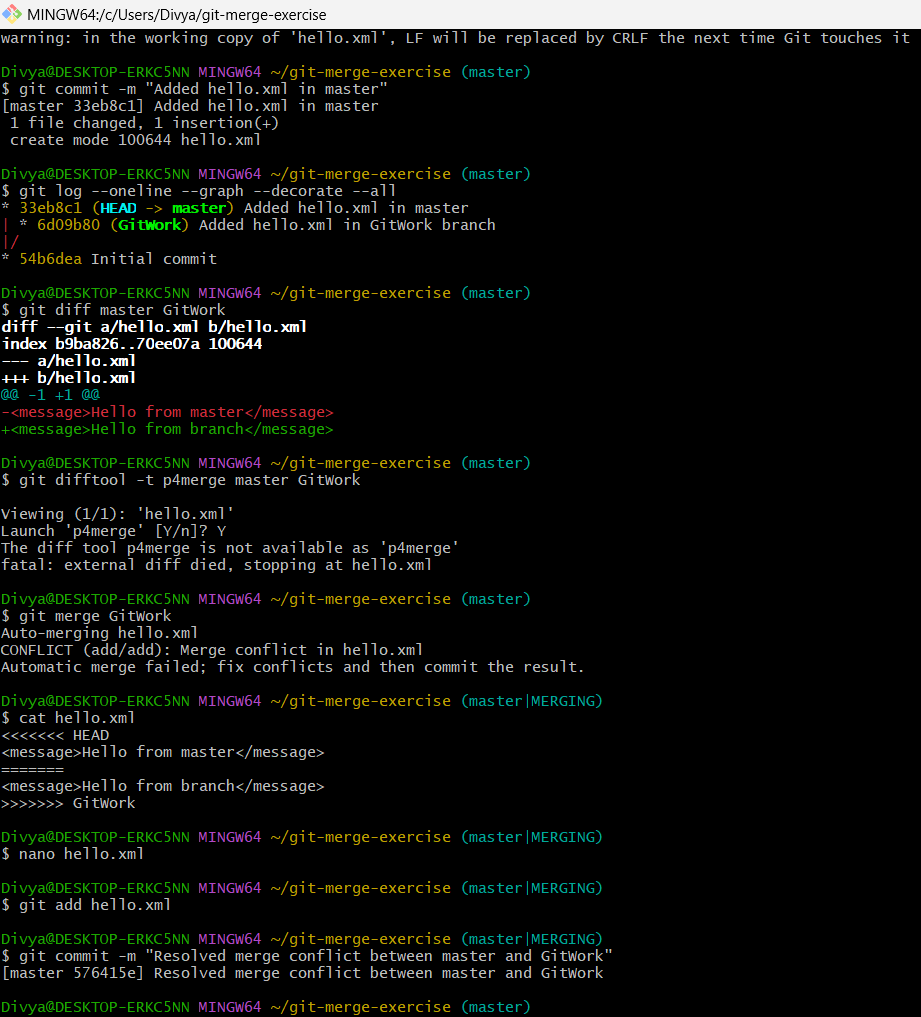 MINGW64:/c/Users/Divya/git-merge-exercise
warning: in the working copy of 'hello.xml', LF will be replaced by CRLF the next time Git touches it

Divya@DESKTOP-ERKC5NN MINGW64 ~/git-merge-exercise (master)
$ git commit -m "Added hello.xml in master"
[master 33eb8c1] Added hello.xml in master
 1 file changed, 1 insertion(+)
 create mode 100644 hello.xml

Divya@DESKTOP-ERKC5NN MINGW64 ~/git-merge-exercise (master)
$ git log --oneline --graph --decorate --all
* 33eb8c1 (HEAD -> master) Added hello.xml in master
| * 6d09b80 (GitWork) Added hello.xml in GitWork branch
|/
* 54b6dea Initial commit

Divya@DESKTOP-ERKC5NN MINGW64 ~/git-merge-exercise (master)
$ git diff master GitWork
diff --git a/hello.xml b/hello.xml
index b9ba826..70ee07a 100644
--- a/hello.xml
+++ b/hello.xml
@@ -1 +1 @@
-<message>Hello from master</message>
+<message>Hello from branch</message>

Divya@DESKTOP-ERKC5NN MINGW64 ~/git-merge-exercise (master)
$ git difftool -t p4merge master GitWork

Viewing (1/1): 'hello.xml'
Launch 'p4merge' [Y/n]? Y
The diff tool p4merge is not available as 'p4merge'
fatal: external diff died, stopping at hello.xml

Divya@DESKTOP-ERKC5NN MINGW64 ~/git-merge-exercise (master)
$ git merge GitWork
Auto-merging hello.xml
CONFLICT (add/add): Merge conflict in hello.xml
Automatic merge failed; fix conflicts and then commit the result.

Divya@DESKTOP-ERKC5NN MINGW64 ~/git-merge-exercise (master|MERGING)
$ cat hello.xml
<<<<<<< HEAD
<message>Hello from master</message>
=======
<message>Hello from branch</message>
>>>>>>> GitWork

Divya@DESKTOP-ERKC5NN MINGW64 ~/git-merge-exercise (master|MERGING)
$ nano hello.xml

Divya@DESKTOP-ERKC5NN MINGW64 ~/git-merge-exercise (master|MERGING)
$ git add hello.xml

Divya@DESKTOP-ERKC5NN MINGW64 ~/git-merge-exercise (master|MERGING)
$ git commit -m "Resolved merge conflict between master and GitWork"
[master 576415e] Resolved merge conflict between master and GitWork

Divya@DESKTOP-ERKC5NN MINGW64 ~/git-merge-exercise (master)